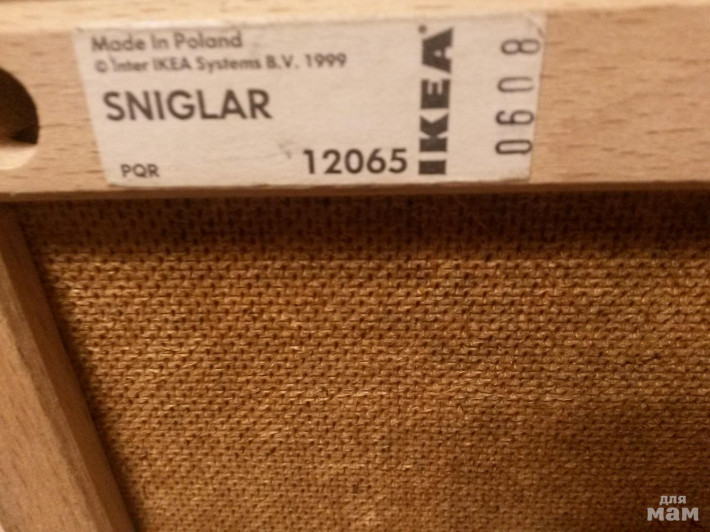 Made in Poland
© Inter IKEA Systems B.V. 1999
SNIGLAR
PQR
12065
IKEA
0608
для
мам